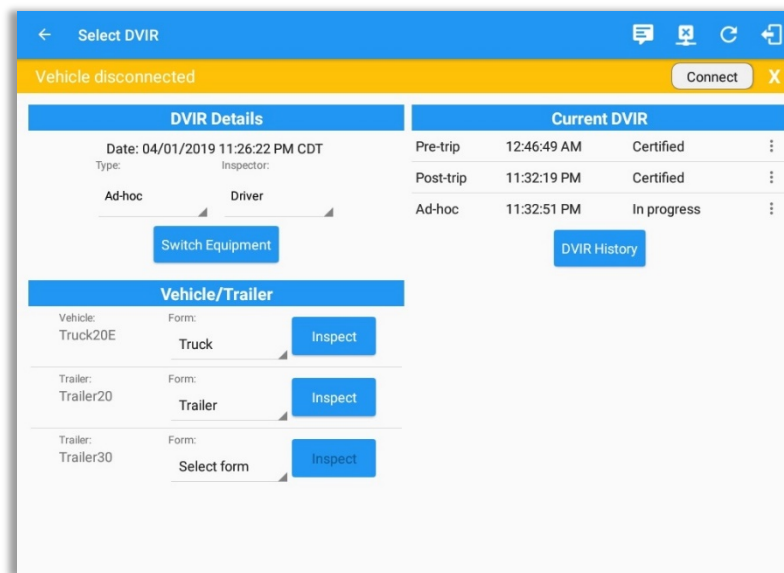 Select DVIR
Vehicle disconnected
Connect
X
DVIR Details
Date: 04/01/2019 11:26:22 PM CDT
Type: Inspector:
Ad-hoc Driver
Switch Equipment
Current DVIR
Pre-trip 12:46:49 AM Certified
Post-trip 11:32:19 PM Certified
Ad-hoc 11:32:51 PM In progress
DVIR History
Vehicle/Trailer
Vehicle: Form:
Truck20E Truck Inspect
Trailer: Form:
Trailer20 Trailer Inspect
Trailer: Form:
Trailer30 Select form Inspect